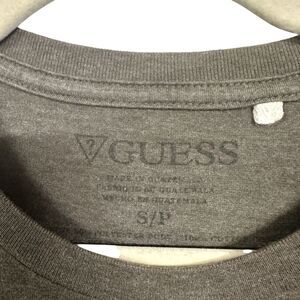 ? GUESS
MADE IN GUATEMALA
FABRIQUÉ AU GUATEMALA
HECHO EN GUATEMALA
S/P